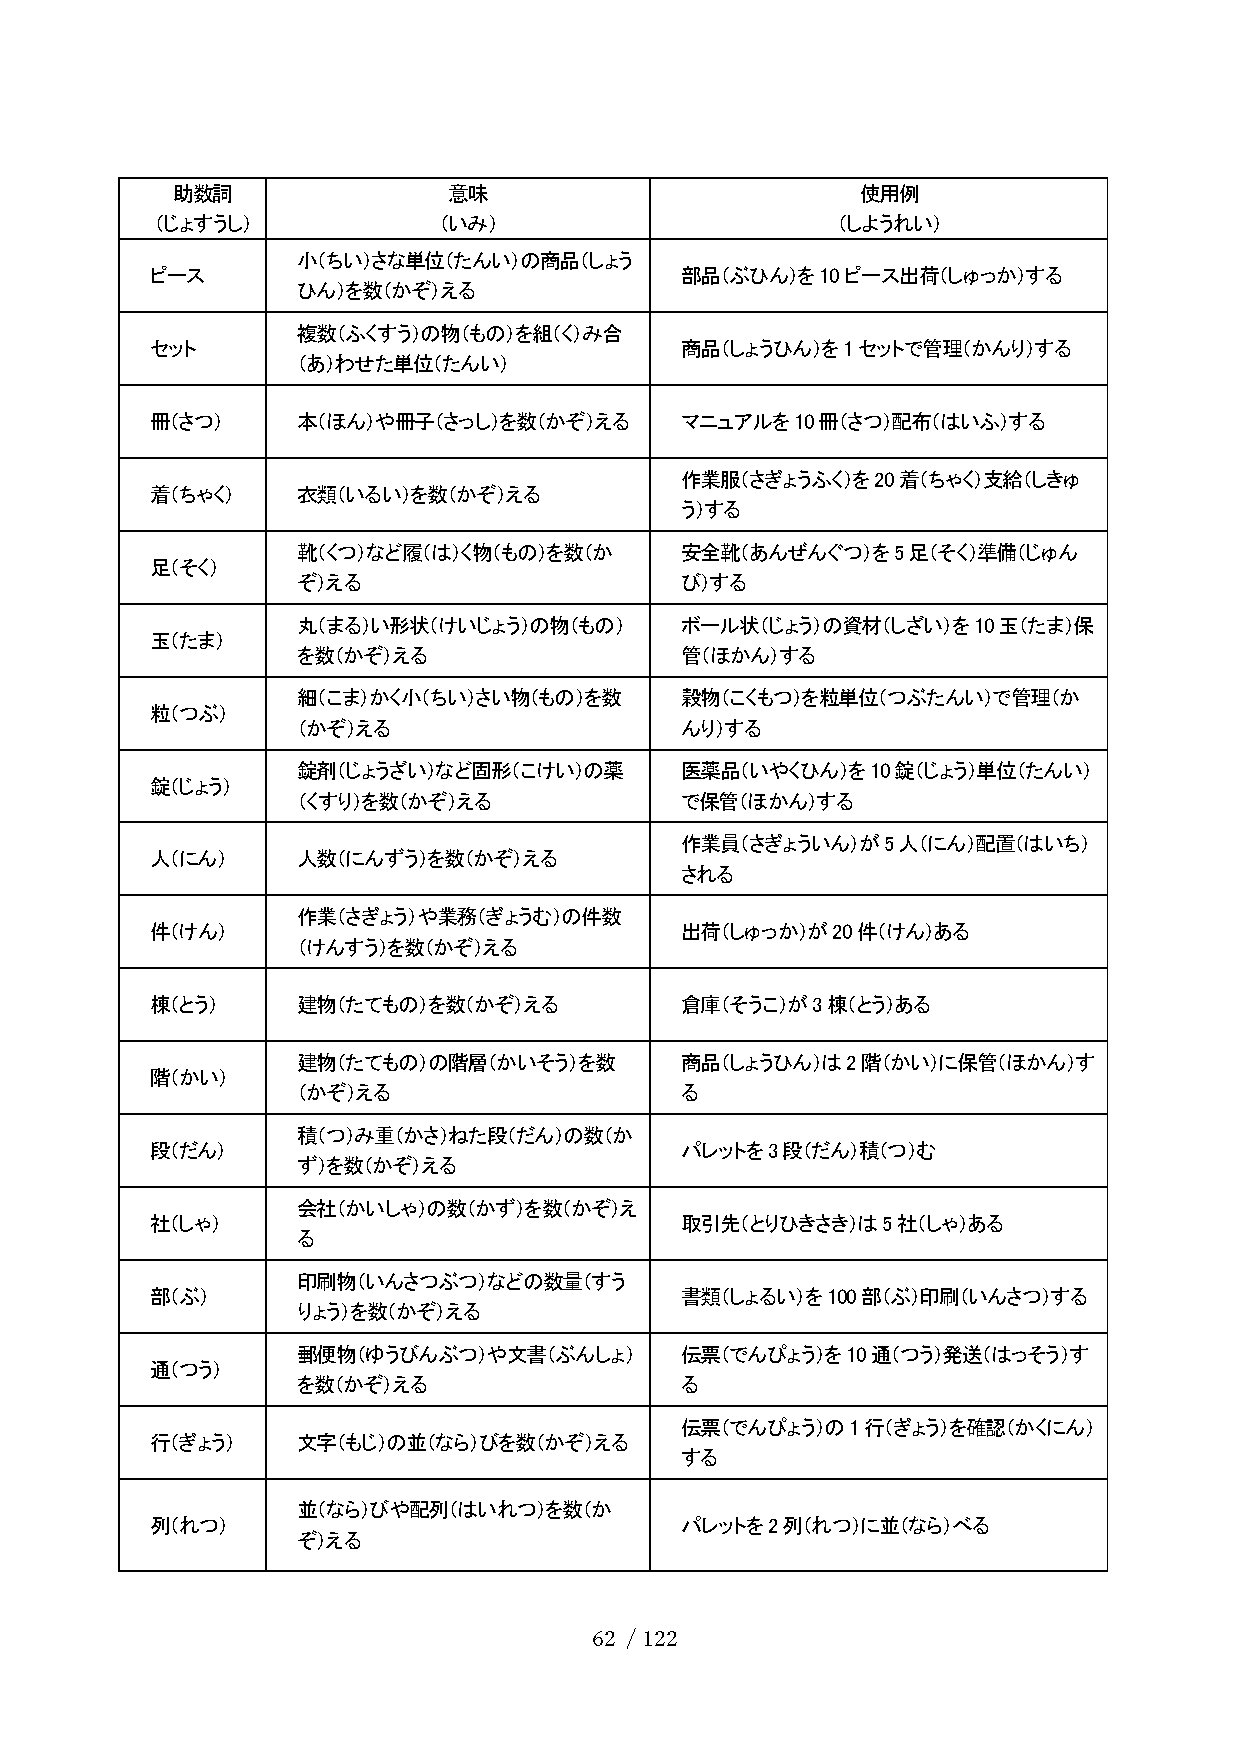 助数詞
（じょすうし）
意味
（いみ）
使用例
（しようれい）
ピース
小（ちい）さな単位（たんい）の商品（しょう
ひん）を数（かぞ）える
部品（ぶひん）を 10 ピース出荷（しゅっか）する
セット
複数（ふくすう）の物（もの）を組（く）み合
（あ）わせた単位（たんい）
商品（しょうひん）を 1 セットで管理（かんり）する
冊（さつ）
本（ほん）や冊子（さっし）を数（かぞ）える
マニュアルを 10 冊（さつ）配布（はいふ）する
着（ちゃく）
衣類（いるい）を数（かぞ）える
作業服（さぎょうふく）を 20 着（ちゃく）支給（しきゅ
う）する
足（そく）
靴（くつ）など履（は）く物（もの）を数（か
ぞ）える
安全靴（あんぜんぐつ）を 5 足（そく）準備（じゅん
び）する
玉（たま）
丸（まる）い形状（けいじょう）の物（もの）
を数（かぞ）える
ボール状（じょう）の資材（しざい）を 10 玉（たま）保
管（ほかん）する
粒（つぶ）
細（こま）かく小（ちい）さい物（もの）を数
（かぞ）える
穀物（こくもつ）を粒単位（つぶたんい）で管理（か
んり）する
錠（じょう）
錠剤（じょうざい）など固形（こけい）の薬
（くすり）を数（かぞ）える
医薬品（いやくひん）を 10 錠（じょう）単位（たんい）
で保管（ほかん）する
人（にん）
人数（にんずう）を数（かぞ）える
作業員（さぎょういん）が 5 人（にん）配置（はいち）
される
件（けん）
作業（さぎょう）や業務（ぎょうむ）の件数
（けんすう）を数（かぞ）える
出荷（しゅっか）が 20 件（けん）ある
棟（とう）
建物（たてもの）を数（かぞ）える
倉庫（そうこ）が 3 棟（とう）ある
階（かい）
建物（たてもの）の階層（かいそう）を数
（かぞ）える
商品（しょうひん）は 2 階（かい）に保管（ほかん）す
る
段（だん）
積（つ）み重（かさ）ねた段（だん）の数（か
ず）を数（かぞ）える
パレットを 3 段（だん）積（つ）む
社（しゃ）
会社（かいしゃ）の数（かず）を数（かぞ）え
る
取引先（とりひきさき）は 5 社（しゃ）ある
部（ぶ）
印刷物（いんさつぶつ）などの数量（すう
りょう）を数（かぞ）える
書類（しょるい）を 100 部（ぶ）印刷（いんさつ）する
通（つう）
郵便物（ゆうびんぶつ）や文書（ぶんしょ）
を数（かぞ）える
伝票（でんぴょう）を 10 通（つう）発送（はっそう）す
る
行（ぎょう）
文字（もじ）の並（なら）びを数（かぞ）える
伝票（でんぴょう）の 1 行（ぎょう）を確認（かくにん）
する
列（れつ）
並（なら）びや配列（はいれつ）を数（か
ぞ）える
パレットを 2 列（れつ）に並（なら）べる
62 / 122